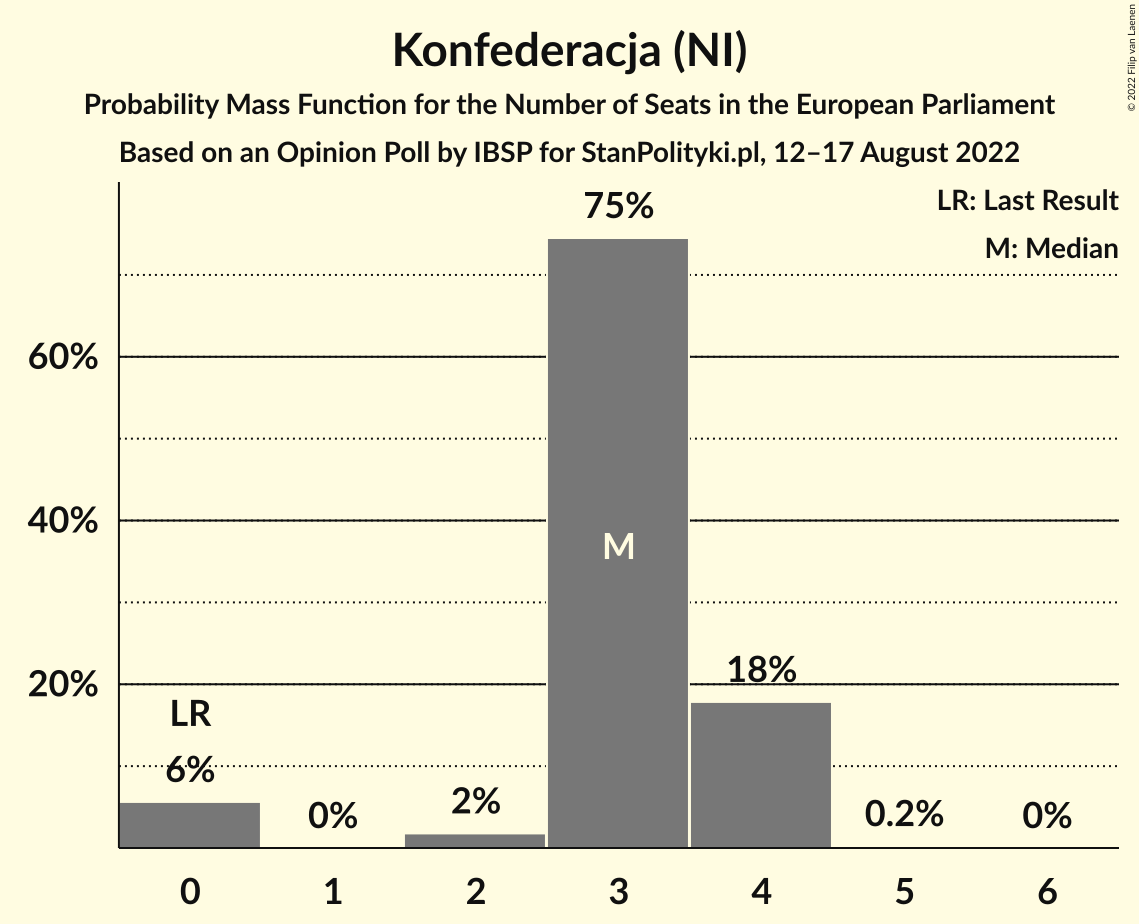 Konfederacja (NI)
Probability Mass Function for the Number of Seats in the European Parliament
Based on an Opinion Poll by IBSP for StanPolityki.pl, 12–17 August 2022
© 2022 Filip van Laenen
LR: Last Result
M: Median
75%
60%
40%
M
20%
18%
LR
6%
0%
2%
0.2%
0%
0 1 2 3 4 5 6